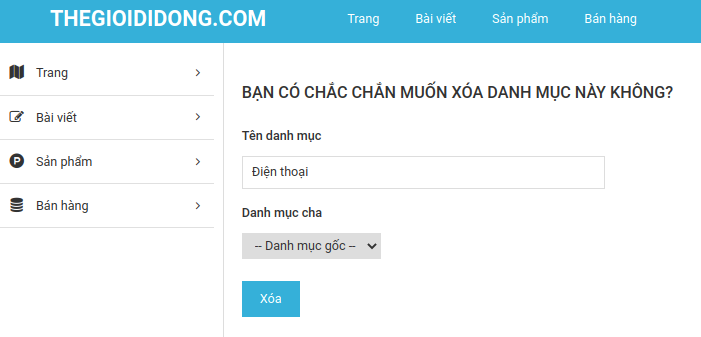 THEGIOIDIDONG.COM Trang Bài viết Sản phẩm Bán hàng
Trang
Bài viết
Sản phẩm
Bán hàng
BẠN CÓ CHẮC CHẮN MUỐN XÓA DANH MỤC NÀY KHÔNG?
Tên danh mục
Điện thoại
Danh mục cha
-- Danh mục gốc --
Xóa